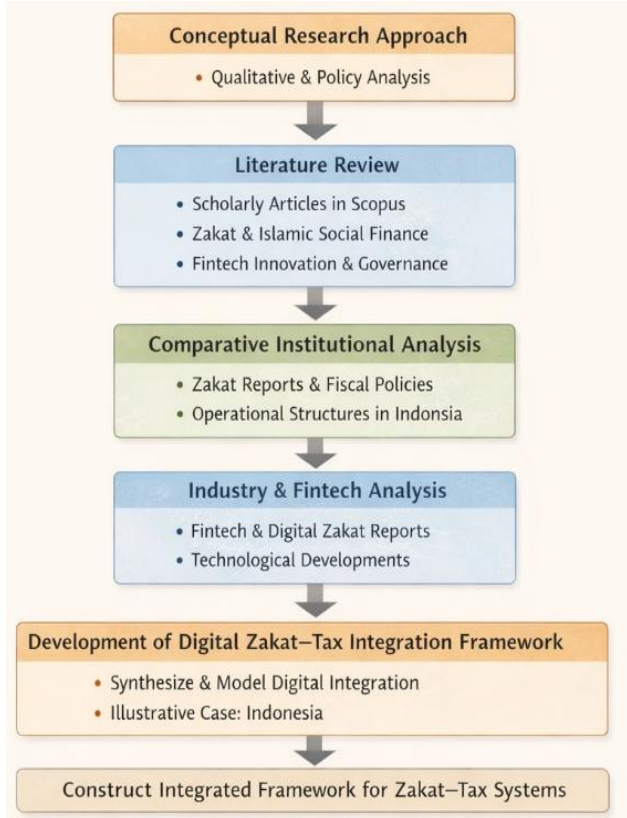 Conceptual Research Approach
• Qualitative & Policy Analysis
Literature Review
• Scholarly Articles in Scopus
• Zakat & Islamic Social Finance
• Fintech Innovation & Governance
Comparative Institutional Analysis
• Zakat Reports & Fiscal Policies
• Operational Structures in Indonsia
Industry & Fintech Analysis
• Fintech & Digital Zakat Reports
• Technological Developments
Development of Digital Zakat–Tax Integration Framework
• Synthesize & Model Digital Integration
• Illustrative Case: Indonesia
Construct Integrated Framework for Zakat–Tax Systems